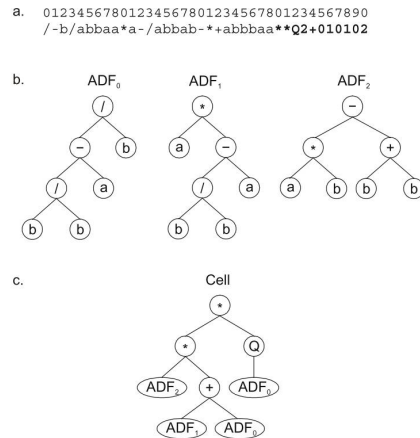 a.
01234567801234567801234567801234567890
/-b/abbaa*a-/abbab-*+abbbaa**Q2+010102
b.
ADF₀ ADF₁ ADF₂
/ * −
− b a − * +
/ a / a a b b b
b b b b
c.
Cell
*
* Q
ADF₂ + ADF₀
ADF₁ ADF₀